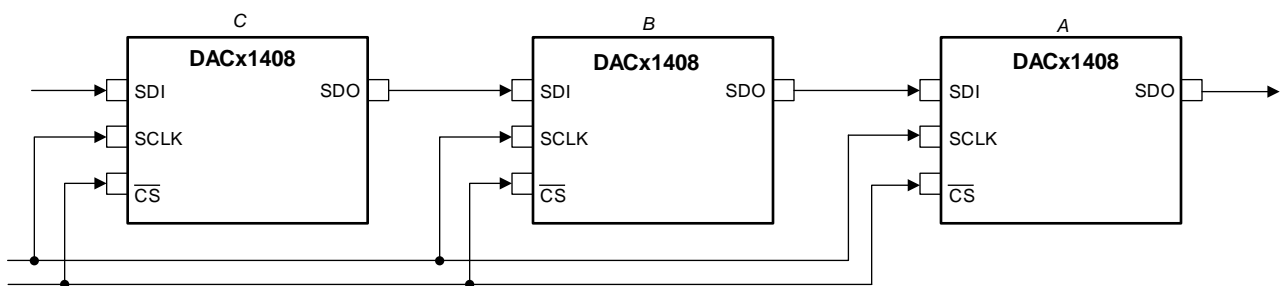 C
DACx1408
SDI
SDO
SCLK
CS
B
DACx1408
SDI
SDO
SCLK
CS
A
DACx1408
SDI
SDO
SCLK
CS